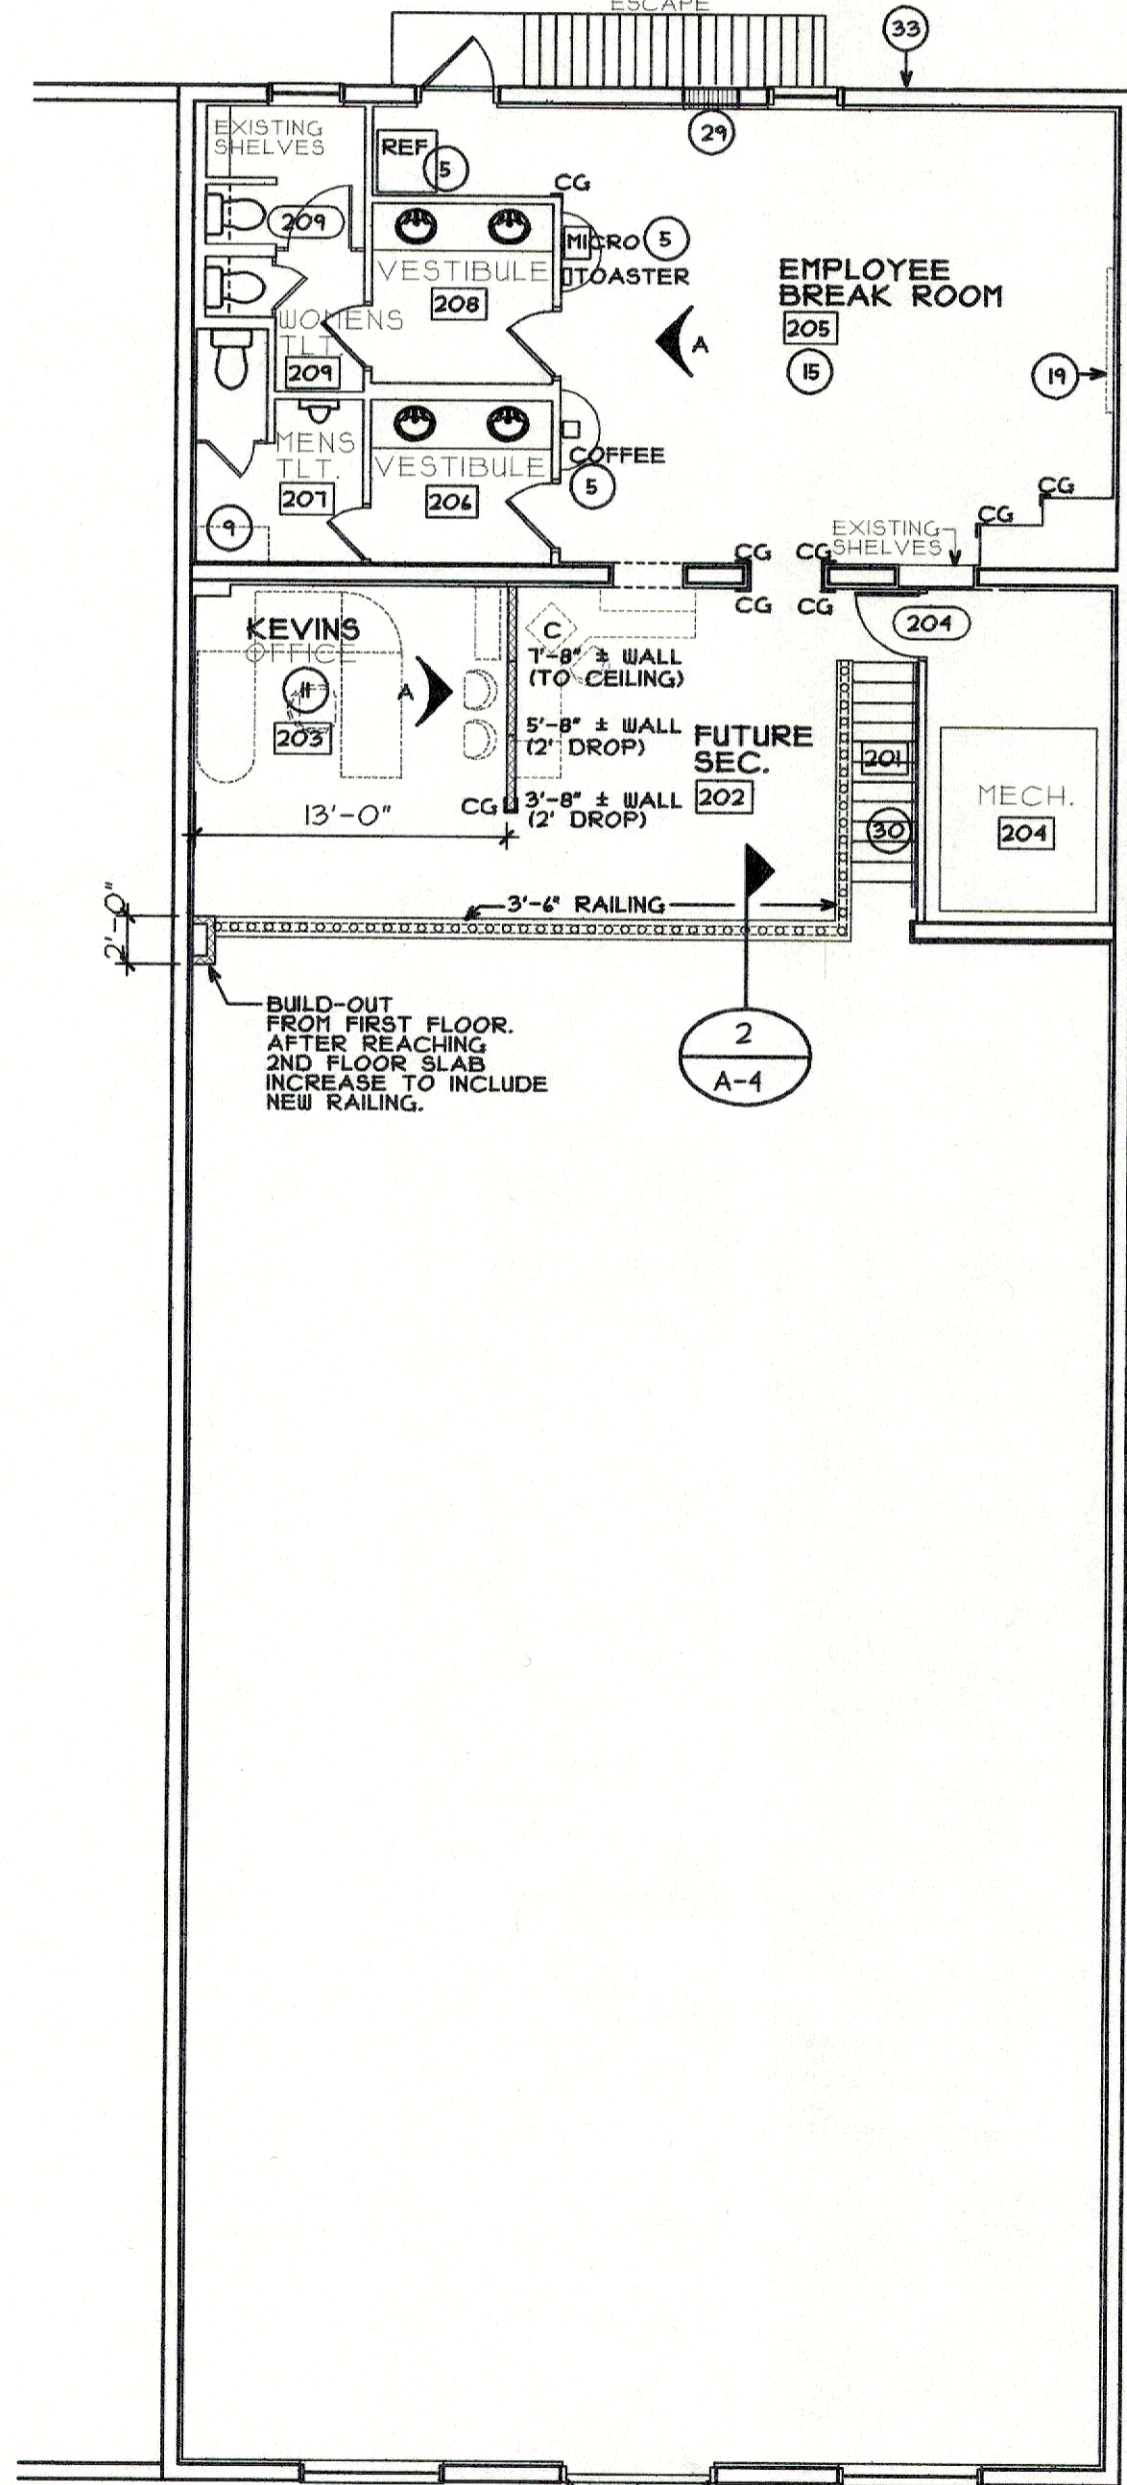 ESCAPE
33
EXISTING
SHELVES
REF
5
29
CG
209
MICRO
5
TOASTER
VESTIBULE
208
EMPLOYEE
BREAK ROOM
205
15
A
19
WOMENS
TLT.
209
MENS
TLT.
207
VESTIBULE
206
COFFEE
5
9
CG
CG
EXISTING
SHELVES
CG
CG
CG
CG
KEVINS
OFFICE
11
203
A
C
7'-8" ± WALL
(TO CEILING)
5'-8" ± WALL
(2' DROP)
3'-8" ± WALL
(2' DROP)
CG
FUTURE
SEC.
202
204
201
30
MECH.
204
13'-0"
2'-0"
3'-6" RAILING
BUILD-OUT
FROM FIRST FLOOR.
AFTER REACHING
2ND FLOOR SLAB
INCREASE TO INCLUDE
NEW RAILING.
2
A-4